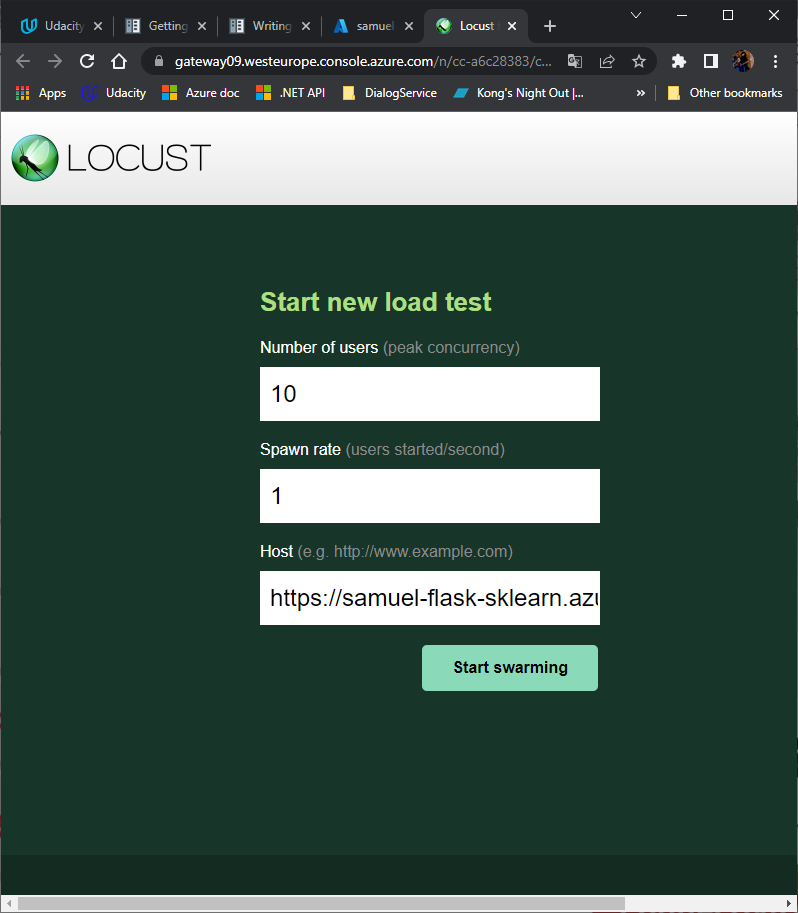 Udacity
Getting
Writing
samuel
Locust
gateway09.westeurope.console.azure.com/n/cc-a6c28383/c...
Apps
Udacity
Azure doc
.NET API
DialogService
Kong's Night Out |...
»
Other bookmarks
LOCUST
Start new load test
Number of users (peak concurrency)
10
Spawn rate (users started/second)
1
Host (e.g. http://www.example.com)
https://samuel-flask-sklearn.azu
Start swarming